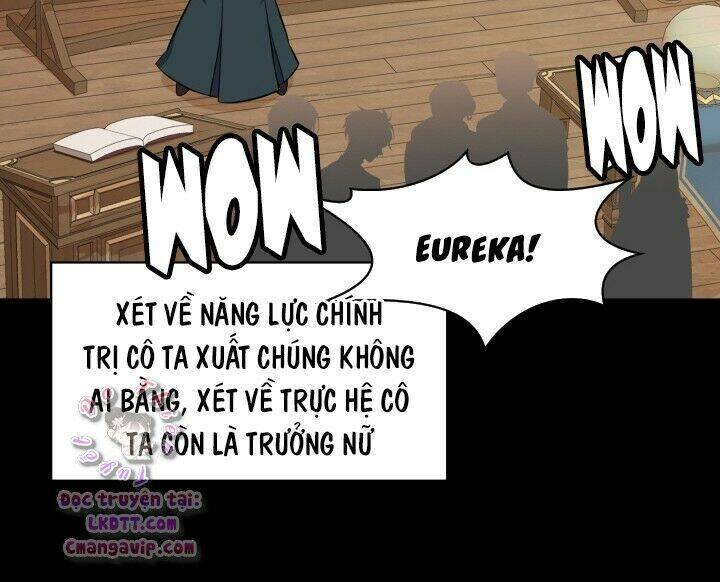 WOW
WOW
EUREKA!
XÉT VỀ NĂNG LỰC CHÍNH
TRỊ CÔ TA XUẤT CHÚNG KHÔNG
AI BẰNG, XÉT VỀ TRỰC HỆ CÔ
TA CÒN LÀ TRƯỞNG NỮ
Đọc truyện tại:
LKDTT.com
Cmangavip.com